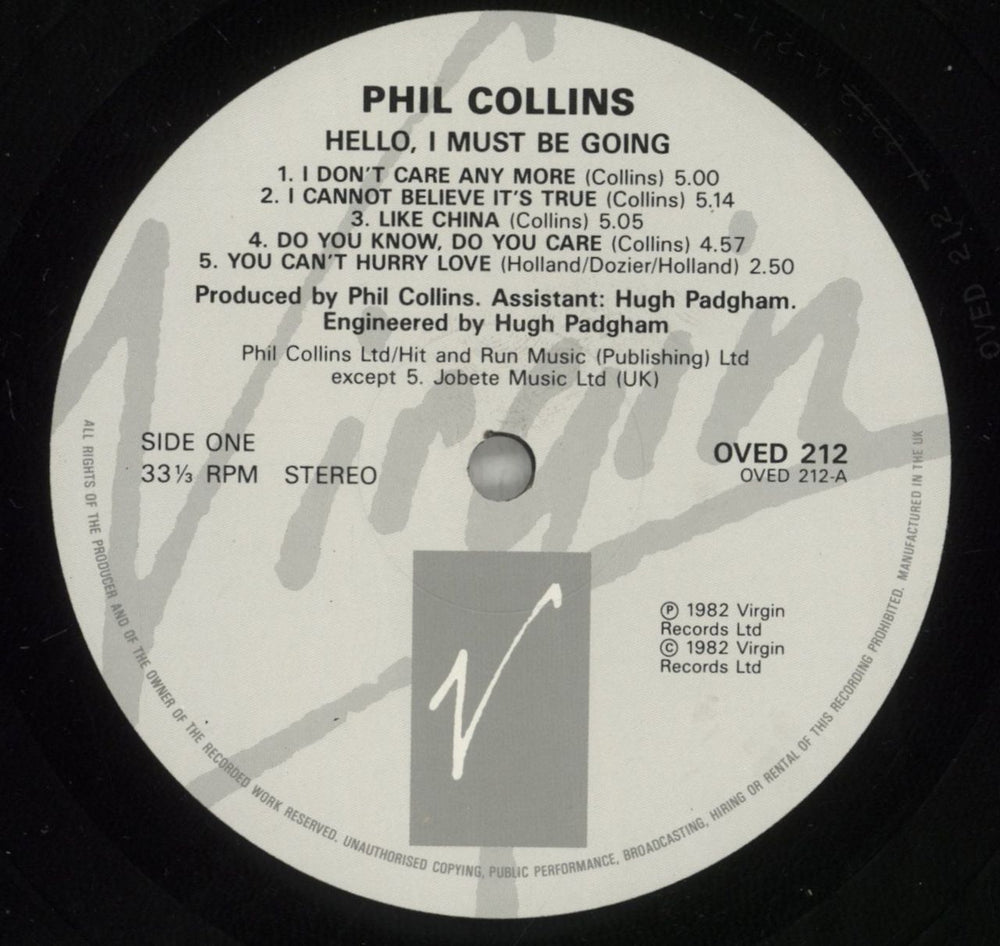 PHIL COLLINS
HELLO, I MUST BE GOING
1. I DON'T CARE ANY MORE (Collins) 5.00
2. I CANNOT BELIEVE IT'S TRUE (Collins) 5.14
3. LIKE CHINA (Collins) 5.05
4. DO YOU KNOW, DO YOU CARE (Collins) 4.57
5. YOU CAN'T HURRY LOVE (Holland/Dozier/Holland) 2.50
Produced by Phil Collins. Assistant: Hugh Padgham.
Engineered by Hugh Padgham
Phil Collins Ltd/Hit and Run Music (Publishing) Ltd
except 5. Jobete Music Ltd (UK)
Virgin
SIDE ONE
33⅓ RPM STEREO
OVED 212
OVED 212-A
℗ 1982 Virgin
Records Ltd
© 1982 Virgin
Records Ltd
V
ALL RIGHTS OF THE PRODUCER AND OF THE OWNER OF THE RECORDED WORK RESERVED. UNAUTHORISED COPYING, PUBLIC PERFORMANCE, BROADCASTING, HIRING OR RENTAL OF THIS RECORDING PROHIBITED. MANUFACTURED IN THE UK
OVED 212